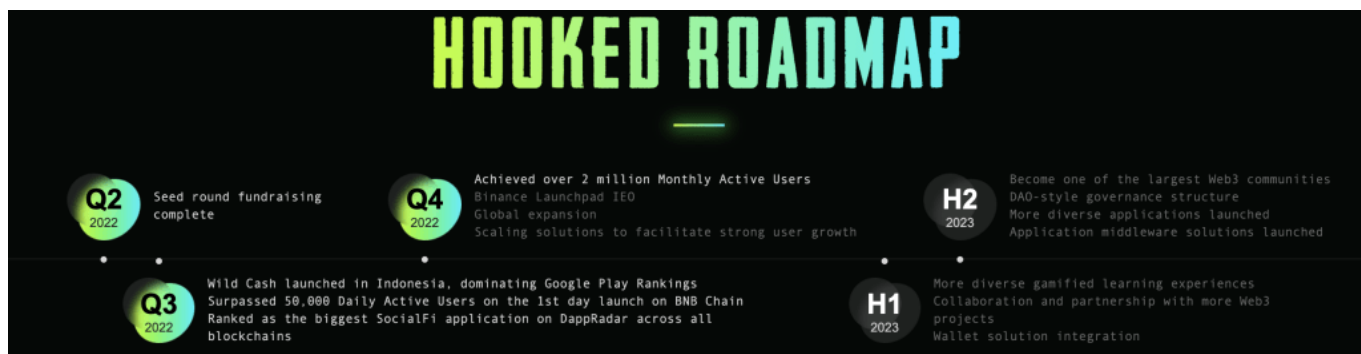 HOOKED ROADMAP
Q2
2022
Seed round fundraising
complete
Q4
2022
Achieved over 2 million Monthly Active Users
Binance Launchpad IEO
Global expansion
Scaling solutions to facilitate strong user growth
H2
2023
Become one of the largest Web3 communities
DAO-style governance structure
More diverse applications launched
Application middleware solutions launched
Q3
2022
Wild Cash launched in Indonesia, dominating Google Play Rankings
Surpassed 50,000 Daily Active Users on the 1st day launch on BNB Chain
Ranked as the biggest SocialFi application on DappRadar across all
blockchains
H1
2023
More diverse gamified learning experiences
Collaboration and partnership with more Web3
projects
Wallet solution integration